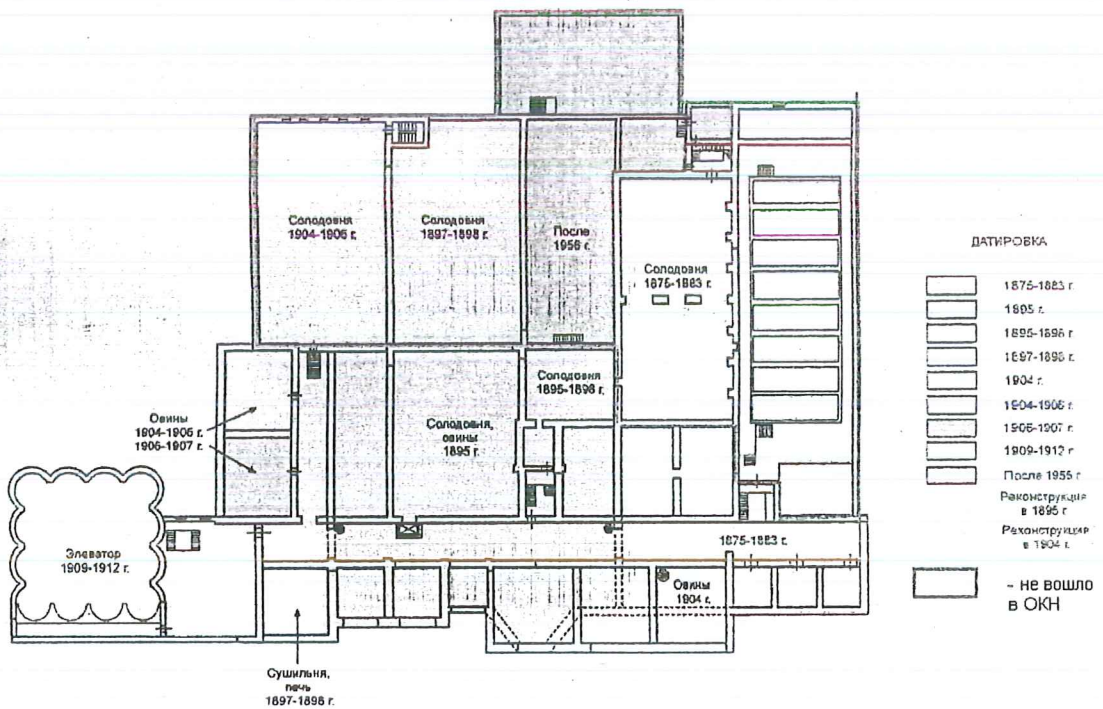 Солодовня
1904-1906 г.
Солодовня
1897-1898 г.
После
1956 г.
Солодовня
1875-1883 г.
Солодовня
1895-1896 г.
Овины
1904-1906 г.
1906-1907 г.
Солодовня,
овины
1895 г.
Элеватор
1909-1912 г.
1875-1883 г.
Овины
1904 г.
Сушильня,
печь
1897-1898 г.
ДАТИРОВКА
1875-1883 г.
1895 г.
1895-1896 г.
1897-1898 г.
1904 г.
1904-1906 г.
1906-1907 г.
1909-1912 г.
После 1956 г
Реконструкция
в 1895 г
Реконструкция
в 1904 г.
- не вошло
в ОКН